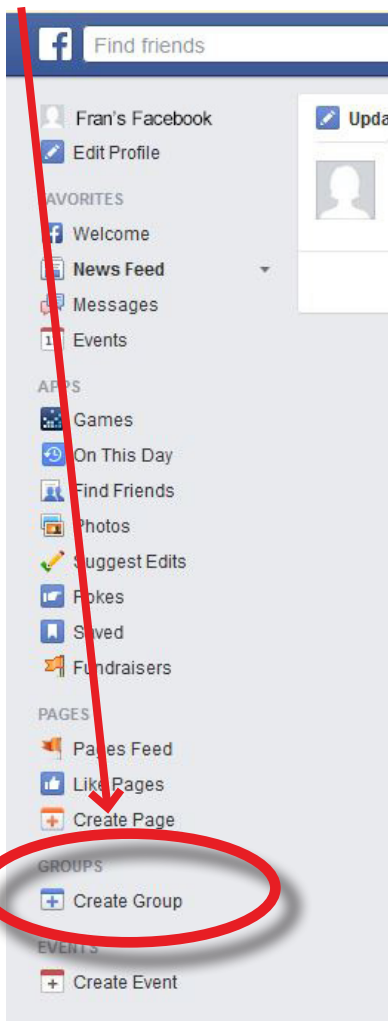 f
Find friends
Fran's Facebook
Upda
Edit Profile
FAVORITES
Welcome
News Feed
Messages
Events
APPS
Games
On This Day
Find Friends
Photos
Suggest Edits
Pokes
Saved
Fundraisers
PAGES
Pages Feed
Like Pages
Create Page
GROUPS
Create Group
EVENTS
Create Event